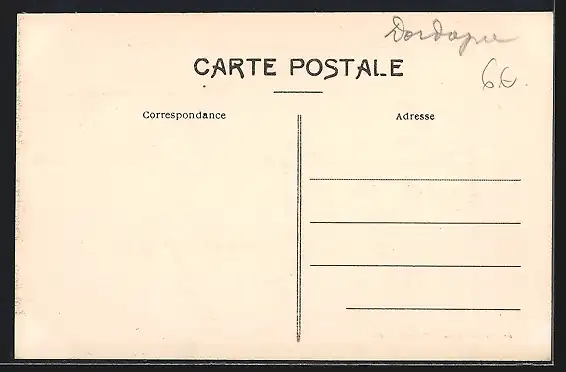 Dordogne
CARTE POSTALE
6 €.
Correspondance
Adresse